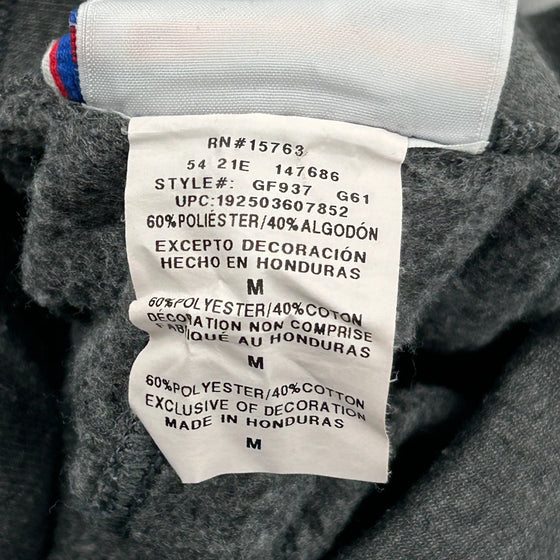 RN#15763
54 21E 147686
STYLE#: GF937 G61
UPC:192503607852
60%POLIÉSTER/40%ALGODÓN
EXCEPTO DECORACIÓN
HECHO EN HONDURAS
M
60%POLYESTER/40%COTTON
DÉCORATION NON COMPRISE
FABRIQUÉ AU HONDURAS
M
60%POLYESTER/40%COTTON
EXCLUSIVE OF DECORATION
MADE IN HONDURAS
M